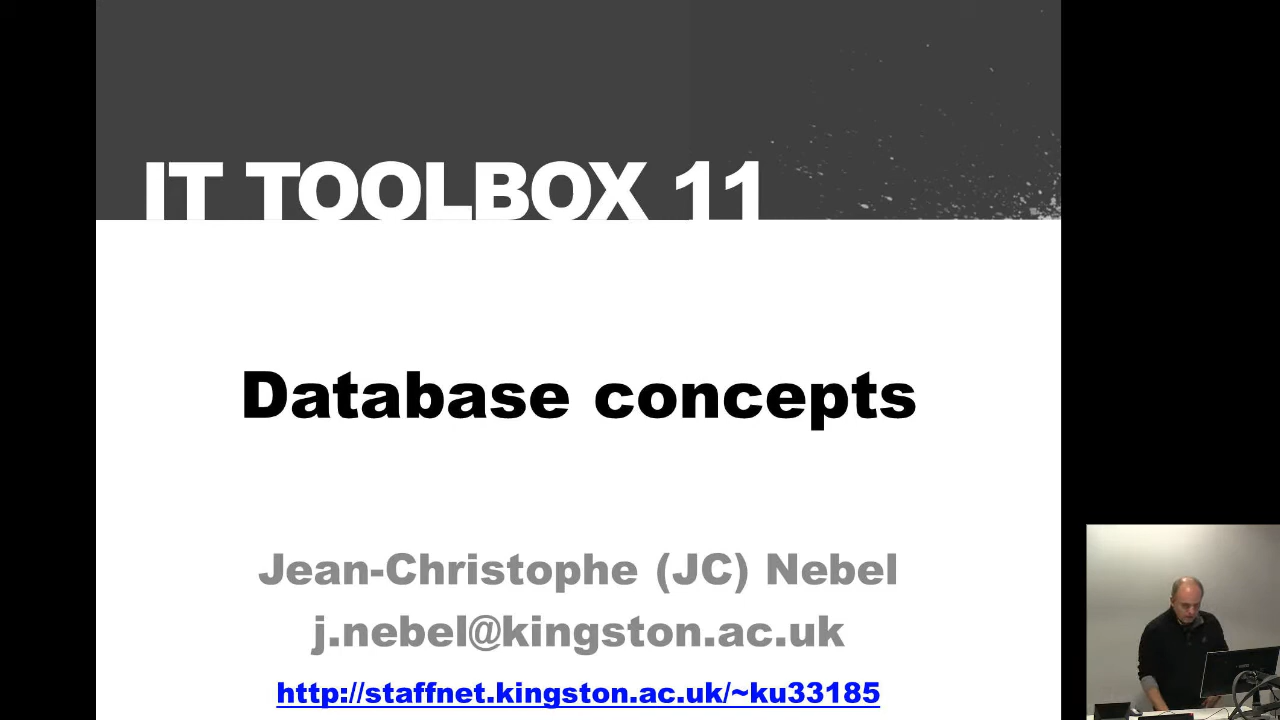 IT TOOLBOX 11
Database concepts
Jean-Christophe (JC) Nebel
j.nebel@kingston.ac.uk
http://staffnet.kingston.ac.uk/~ku33185